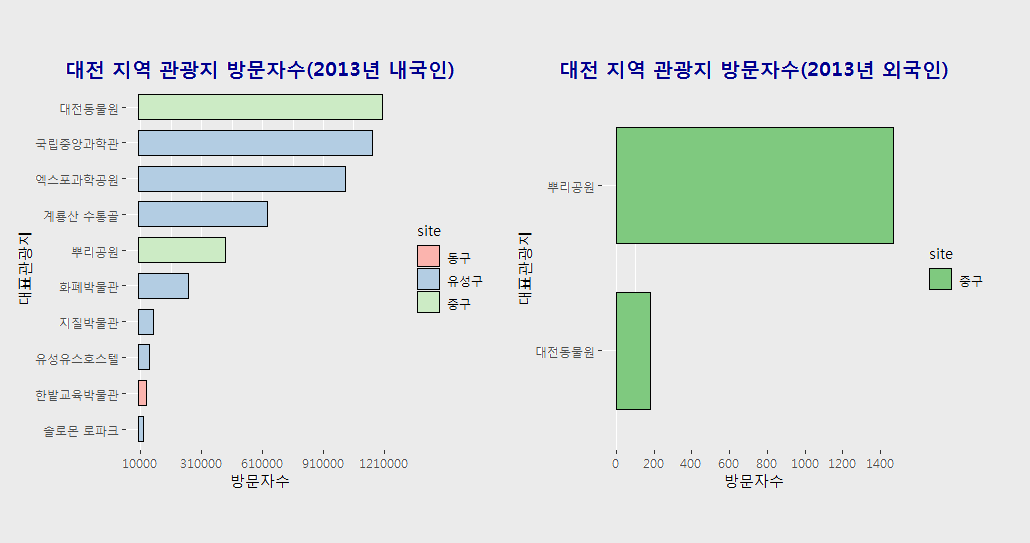 대전 지역 관광지 방문자수(2013년 내국인)
대표관광지
대전동물원
국립중앙과학관
엑스포과학공원
계룡산 수통골
뿌리공원
화폐박물관
지질박물관
유성유스호스텔
한밭교육박물관
솔로몬 로파크
10000 310000 610000 910000 1210000
방문자수
site
동구
유성구
중구
대전 지역 관광지 방문자수(2013년 외국인)
대표관광지
뿌리공원
대전동물원
0 200 400 600 800 1000 1200 1400
방문자수
site
중구